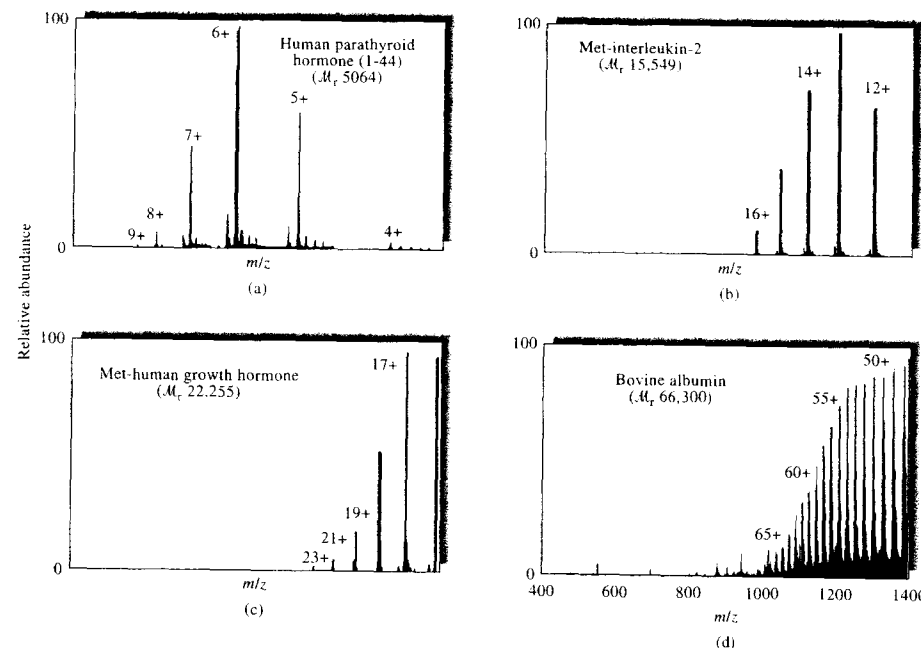 Relative abundance
100
0
Human parathyroid
hormone (1-44)
(ℳr 5064)
9+
8+
7+
6+
5+
4+
m/z
(a)
100
0
Met-interleukin-2
(ℳr 15,549)
16+
14+
12+
m/z
(b)
100
0
Met-human growth hormone
(ℳr 22.255)
23+
21+
19+
17+
m/z
(c)
100
0
Bovine albumin
(ℳr 66,300)
65+
60+
55+
50+
400
600
800
1000
1200
1400
m/z
(d)